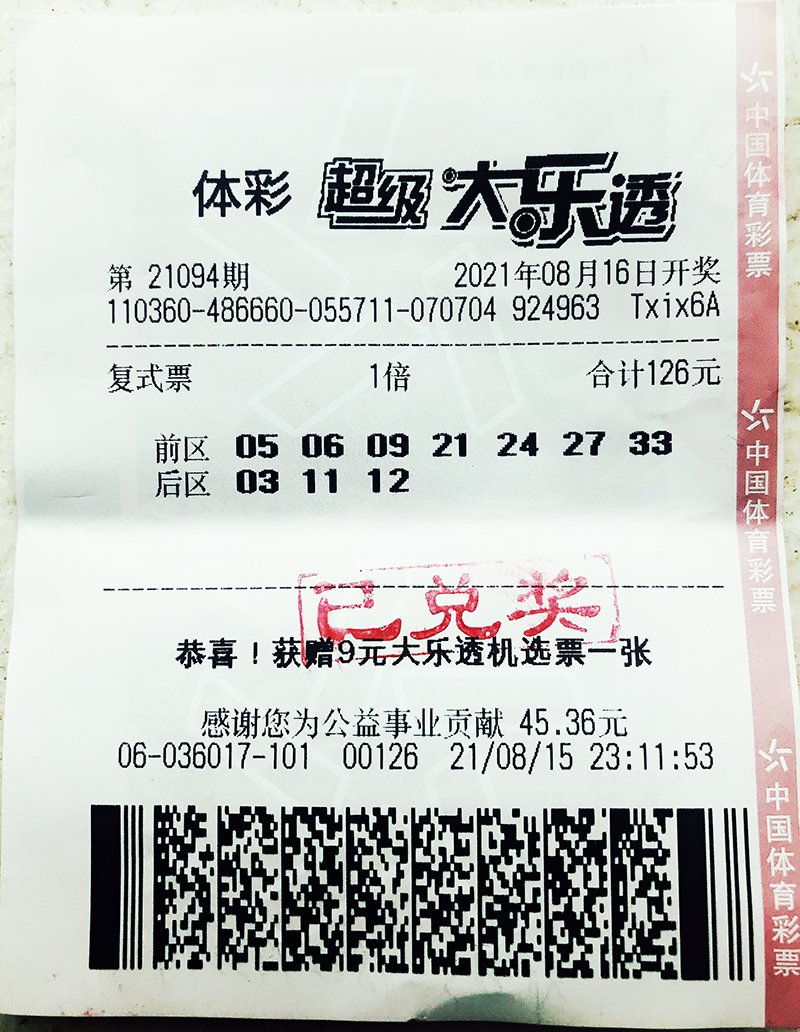 体彩 超级大乐透
第 21094期 2021年08月16日开奖
110360-486660-055711-070704 924963 Txix6A
复式票 1倍 合计126元
前区 05 06 09 21 24 27 33
后区 03 11 12
已兑奖
恭喜！获赠9元大乐透机选票一张
感谢您为公益事业贡献 45.36元
06-036017-101 00126 21/08/15 23:11:53
中国体育彩票
中国体育彩票
中国体育彩票